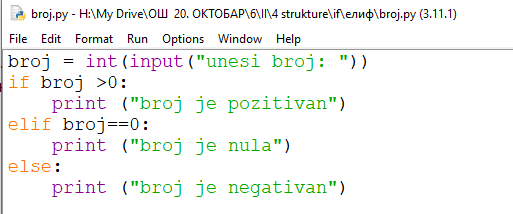 broj.py - H:\My Drive\ОШ 20. ОКТОБАР\6\II\4 strukture\if\елиф\broj.py (3.11.1)
File Edit Format Run Options Window Help
broj = int(input("unesi broj: "))
if broj >0:
    print ("broj je pozitivan")
elif broj==0:
    print ("broj je nula")
else:
    print ("broj je negativan")